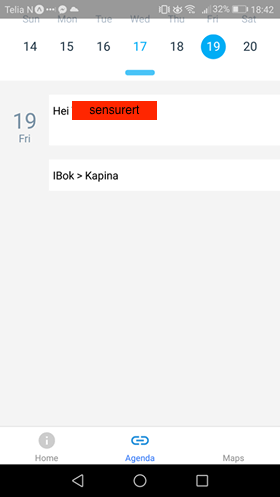 Telia N 32% 18:42
Sun Mon Tue Wed Thu Fri Sat
14 15 16 17 18 19 20
19
Fri
Hei sensurert
IBok > Kapina
Home Agenda Maps